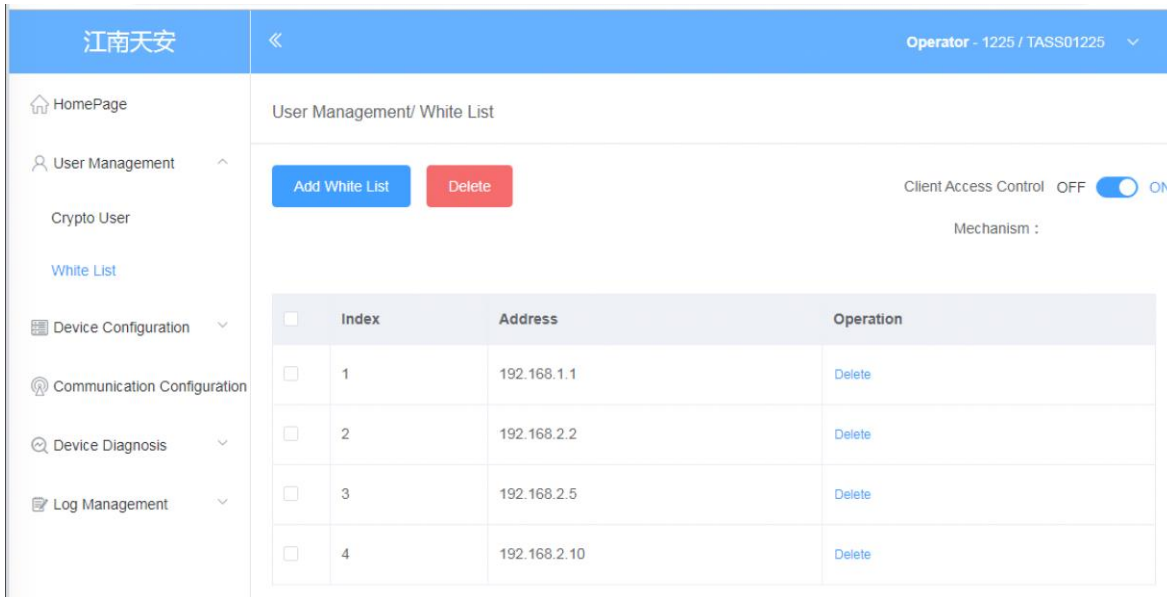 江南天安
Operator - 1225 / TASS01225
HomePage
User Management
Crypto User
White List
Device Configuration
Communication Configuration
Device Diagnosis
Log Management
User Management/ White List
Add White List Delete
Client Access Control OFF ON
Mechanism :
Index Address Operation
1 192.168.1.1 Delete
2 192.168.2.2 Delete
3 192.168.2.5 Delete
4 192.168.2.10 Delete